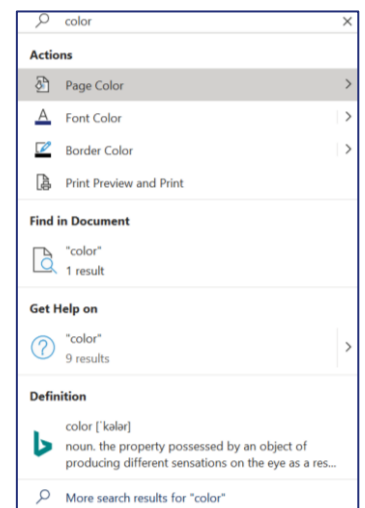 color
Actions
Page Color
Font Color
Border Color
Print Preview and Print
Find in Document
"color"
1 result
Get Help on
"color"
9 results
Definition
color [ˈkələr]
noun. the property possessed by an object of
producing different sensations on the eye as a res...
More search results for "color"